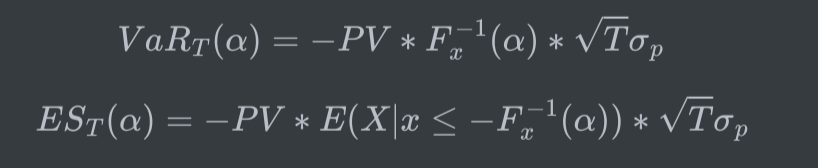 VaR_T(α) = −PV * F_x^{−1}(α) * √T σ_p
ES_T(α) = −PV * E(X|x ≤ −F_x^{−1}(α)) * √T σ_p